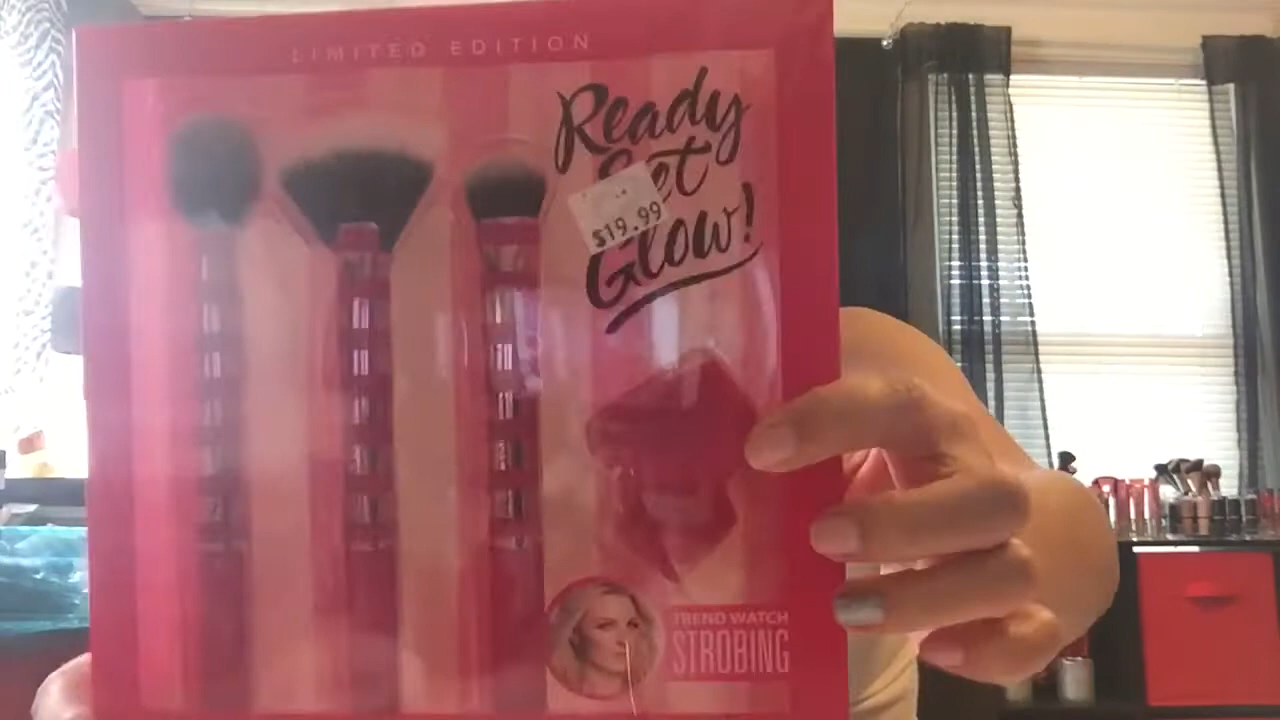 LIMITED EDITION
Ready
Set
$19.99
Glow!
TREND WATCH
STROBING